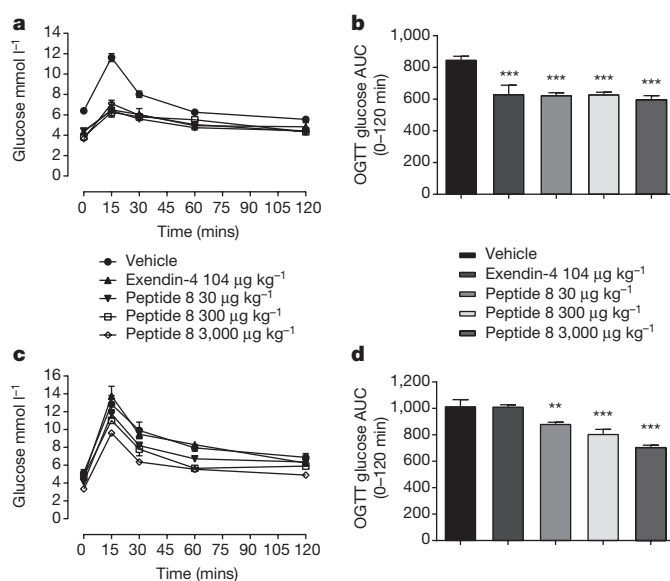 a
Glucose mmol l⁻¹
14
12
10
8
6
4
2
0
0 15 30 45 60 75 90 105 120
Time (mins)
b
OGTT glucose AUC
(0–120 min)
1,000
800
600
400
200
0
*** *** *** ***
Vehicle
Exendin-4 104 μg kg⁻¹
Peptide 8 30 μg kg⁻¹
Peptide 8 300 μg kg⁻¹
Peptide 8 3,000 μg kg⁻¹
Vehicle
Exendin-4 104 μg kg⁻¹
Peptide 8 30 μg kg⁻¹
Peptide 8 300 μg kg⁻¹
Peptide 8 3,000 μg kg⁻¹
c
Glucose mmol l⁻¹
16
14
12
10
8
6
4
2
0
0 15 30 45 60 75 90 105 120
Time (mins)
d
OGTT glucose AUC
(0–120 min)
1,200
1,000
800
600
400
200
0
** *** ***